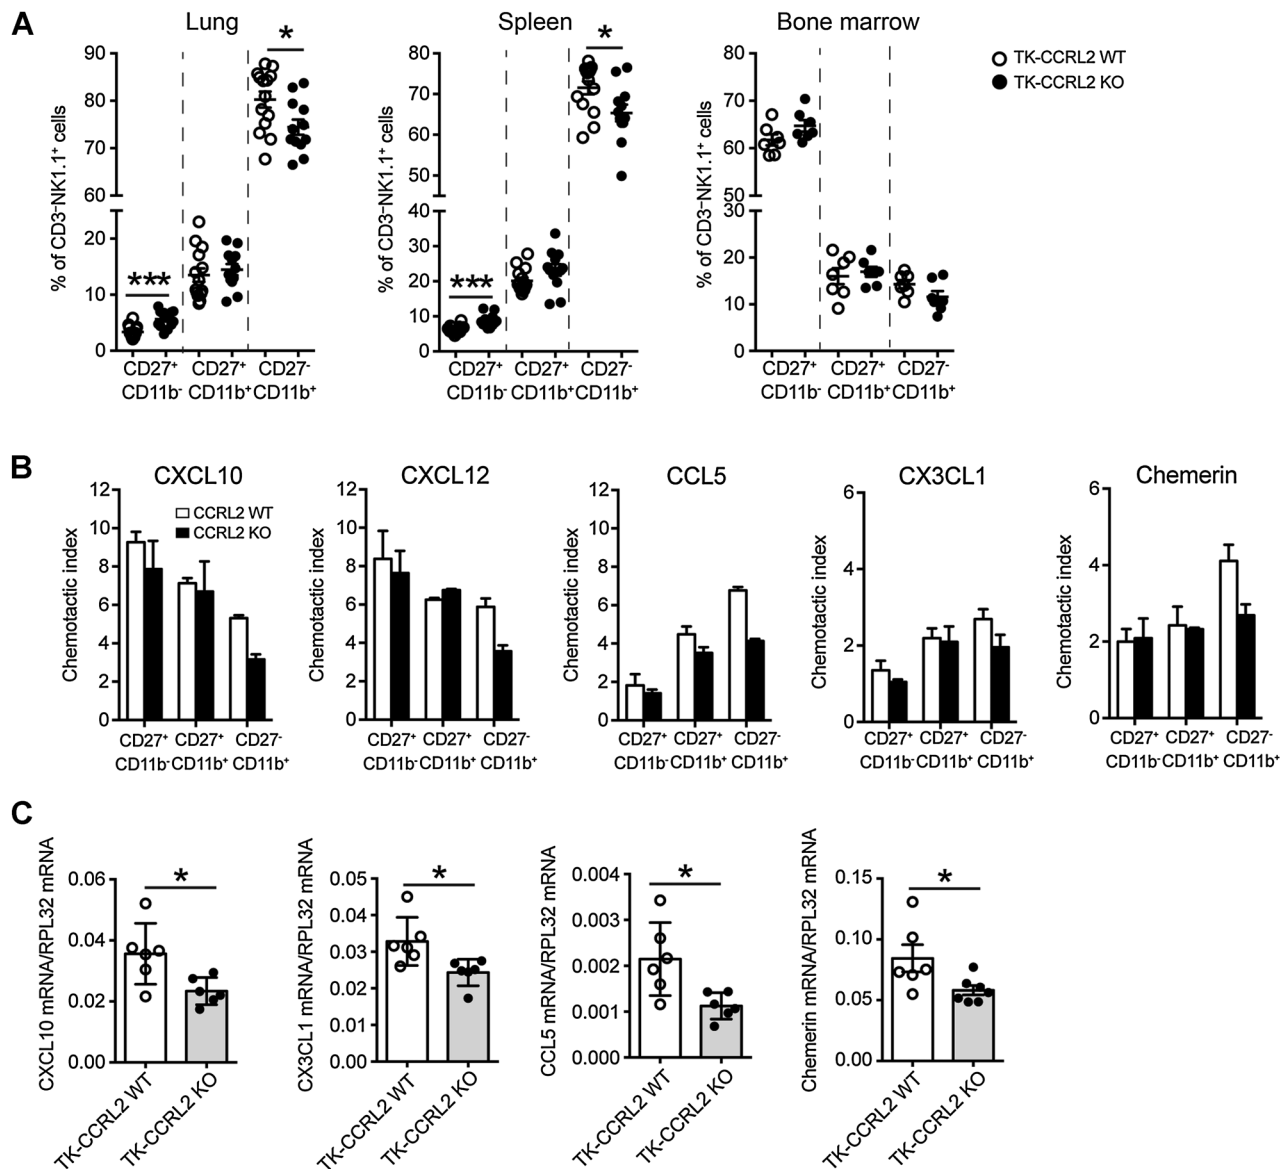 A
Lung
Spleen
Bone marrow
TK-CCRL2 WT
TK-CCRL2 KO
% of CD3⁻NK1.1⁺ cells
90
80
70
60
20
10
0
***
*
CD27⁺ CD27⁺ CD27⁻
CD11b⁻ CD11b⁺ CD11b⁺
% of CD3⁻NK1.1⁺ cells
80
70
60
50
40
30
20
10
0
***
*
CD27⁺ CD27⁺ CD27⁻
CD11b⁻ CD11b⁺ CD11b⁺
% of CD3⁻NK1.1⁺ cells
80
70
60
50
30
20
10
0
CD27⁺ CD27⁺ CD27⁻
CD11b⁻ CD11b⁺ CD11b⁺
B
CXCL10
CCRL2 WT
CCRL2 KO
Chemotactic index
12
10
8
6
4
2
0
CD27⁺ CD27⁺ CD27⁻
CD11b⁻ CD11b⁺ CD11b⁺
CXCL12
Chemotactic index
12
10
8
6
4
2
0
CD27⁺ CD27⁺ CD27⁻
CD11b⁻ CD11b⁺ CD11b⁺
CCL5
Chemotactic index
12
10
8
6
4
2
0
CD27⁺ CD27⁺ CD27⁻
CD11b⁻ CD11b⁺ CD11b⁺
CX3CL1
Chemotactic index
6
4
2
0
CD27⁺ CD27⁺ CD27⁻
CD11b⁻ CD11b⁺ CD11b⁺
Chemerin
Chemotactic index
6
4
2
0
CD27⁺ CD27⁺ CD27⁻
CD11b⁻ CD11b⁺ CD11b⁺
C
CXCL10 mRNA/RPL32 mRNA
0.06
0.04
0.02
0.00
*
TK-CCRL2 WT
TK-CCRL2 KO
CX3CL1 mRNA/RPL32 mRNA
0.05
0.04
0.03
0.02
0.01
0.00
*
TK-CCRL2 WT
TK-CCRL2 KO
CCL5 mRNA/RPL32 mRNA
0.004
0.003
0.002
0.001
0.000
*
TK-CCRL2 WT
TK-CCRL2 KO
Chemerin mRNA/RPL32 mRNA
0.15
0.10
0.05
0.00
*
TK-CCRL2 WT
TK-CCRL2 KO